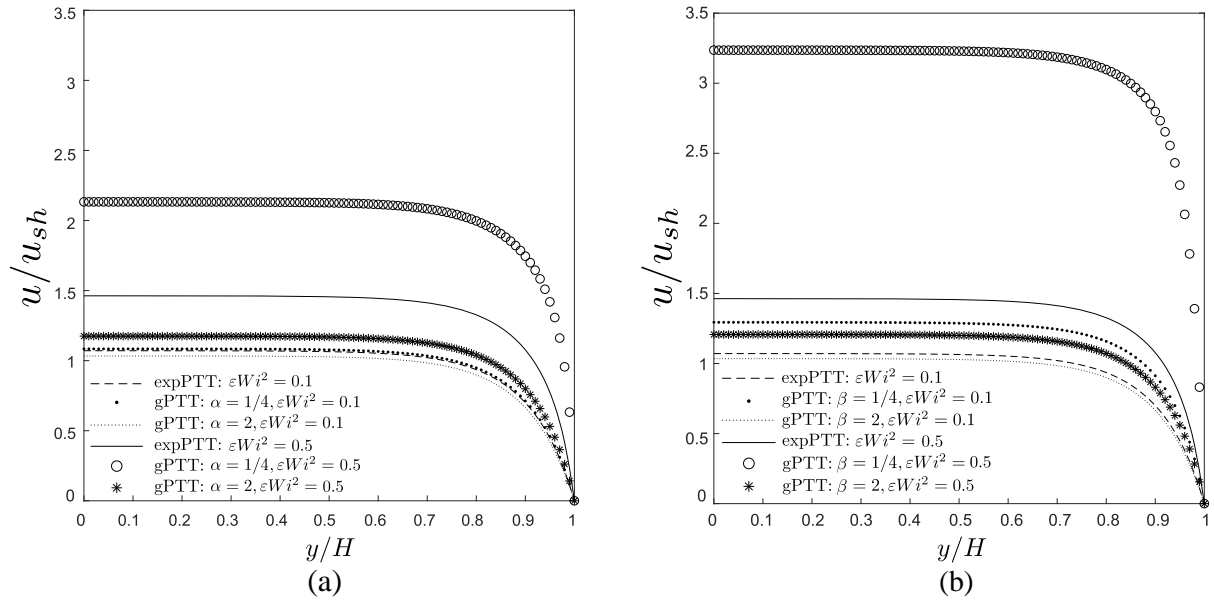 3.5
3
2.5
2
1.5
1
0.5
0
u/u_{sh}
expPTT: εWi² = 0.1
gPTT: α = 1/4, εWi² = 0.1
gPTT: α = 2, εWi² = 0.1
expPTT: εWi² = 0.5
gPTT: α = 1/4, εWi² = 0.5
gPTT: α = 2, εWi² = 0.5
0 0.1 0.2 0.3 0.4 0.5 0.6 0.7 0.8 0.9 1
y/H
(a)
3.5
3
2.5
2
1.5
1
0.5
0
u/u_{sh}
expPTT: εWi² = 0.1
gPTT: β = 1/4, εWi² = 0.1
gPTT: β = 2, εWi² = 0.1
expPTT: εWi² = 0.5
gPTT: β = 1/4, εWi² = 0.5
gPTT: β = 2, εWi² = 0.5
0 0.1 0.2 0.3 0.4 0.5 0.6 0.7 0.8 0.9 1
y/H
(b)